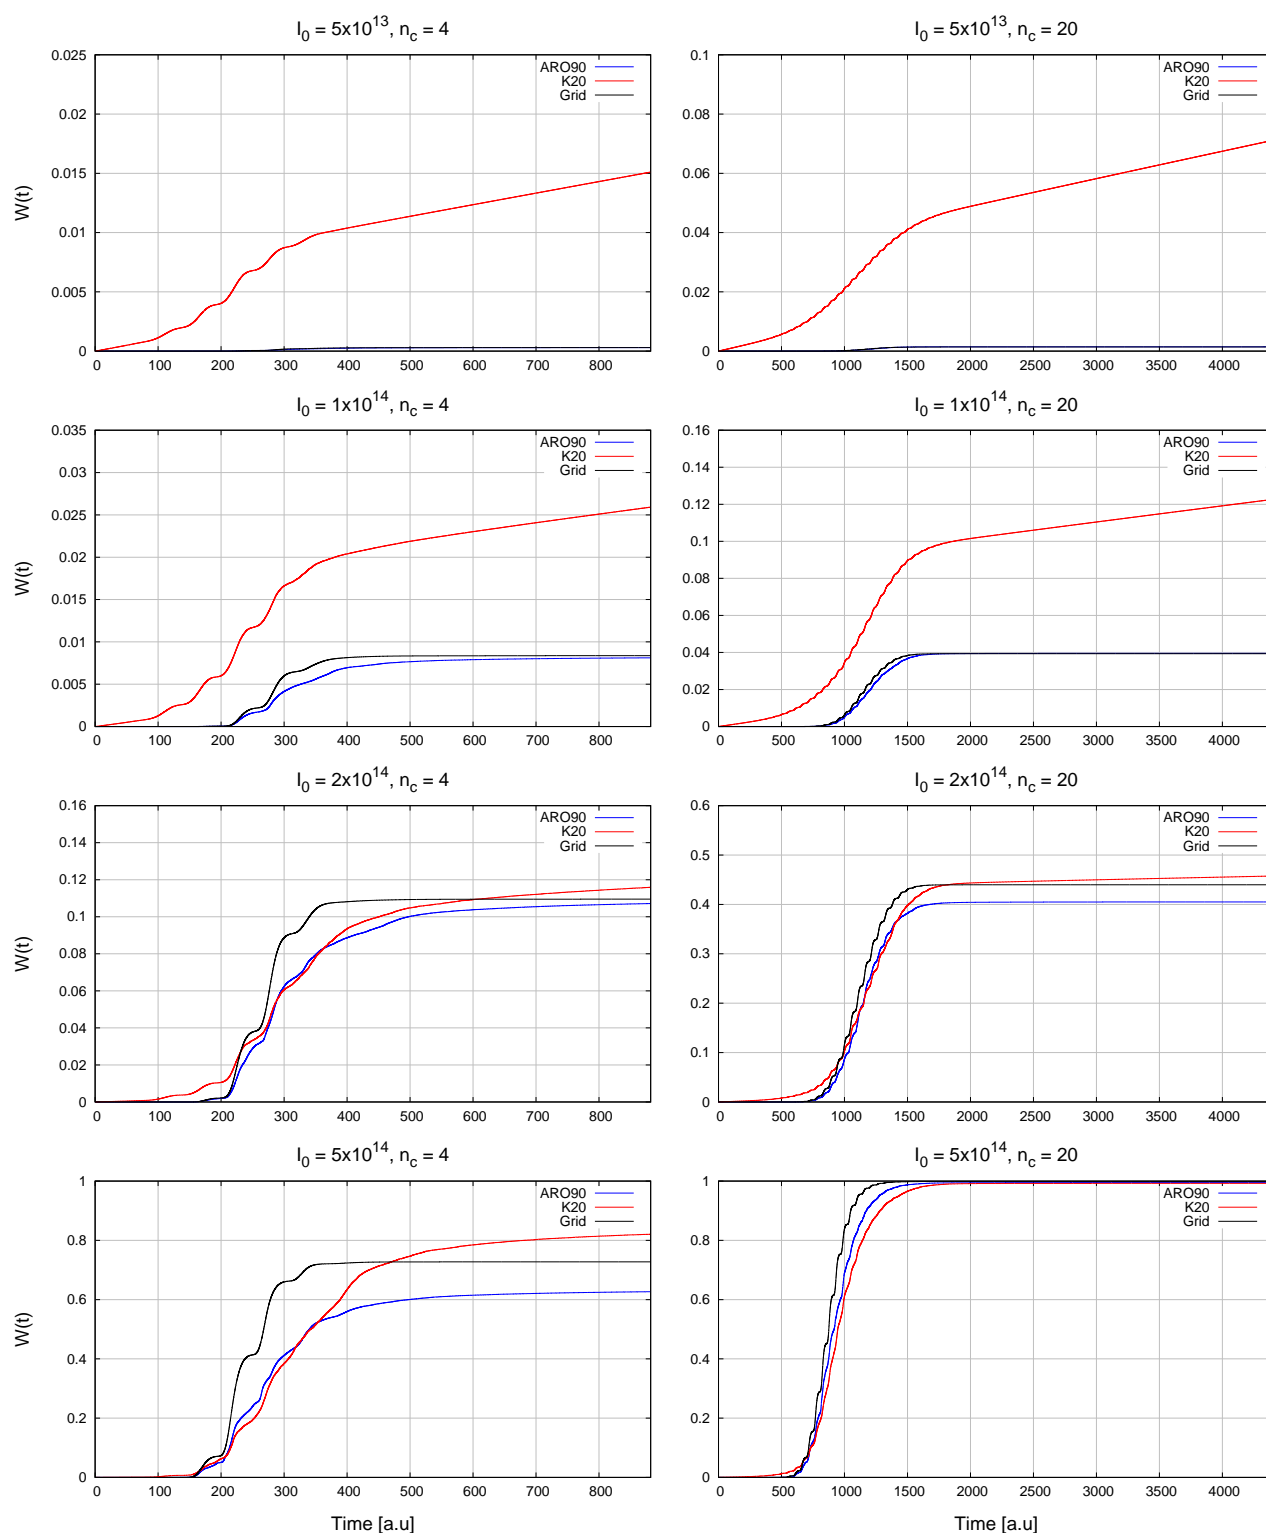 I0 = 5x10^13, nc = 4
0.025
0.02
0.015
0.01
0.005
0
W(t)
ARO90
K20
Grid
0 100 200 300 400 500 600 700 800
I0 = 5x10^13, nc = 20
0.1
0.08
0.06
0.04
0.02
0
ARO90
K20
Grid
0 500 1000 1500 2000 2500 3000 3500 4000
I0 = 1x10^14, nc = 4
0.035
0.03
0.025
0.02
0.015
0.01
0.005
0
W(t)
ARO90
K20
Grid
0 100 200 300 400 500 600 700 800
I0 = 1x10^14, nc = 20
0.16
0.14
0.12
0.1
0.08
0.06
0.04
0.02
0
ARO90
K20
Grid
0 500 1000 1500 2000 2500 3000 3500 4000
I0 = 2x10^14, nc = 4
0.16
0.14
0.12
0.1
0.08
0.06
0.04
0.02
0
W(t)
ARO90
K20
Grid
0 100 200 300 400 500 600 700 800
I0 = 2x10^14, nc = 20
0.6
0.5
0.4
0.3
0.2
0.1
0
ARO90
K20
Grid
0 500 1000 1500 2000 2500 3000 3500 4000
I0 = 5x10^14, nc = 4
1
0.8
0.6
0.4
0.2
0
W(t)
ARO90
K20
Grid
0 100 200 300 400 500 600 700 800
Time [a.u]
I0 = 5x10^14, nc = 20
1
0.8
0.6
0.4
0.2
0
ARO90
K20
Grid
0 500 1000 1500 2000 2500 3000 3500 4000
Time [a.u]